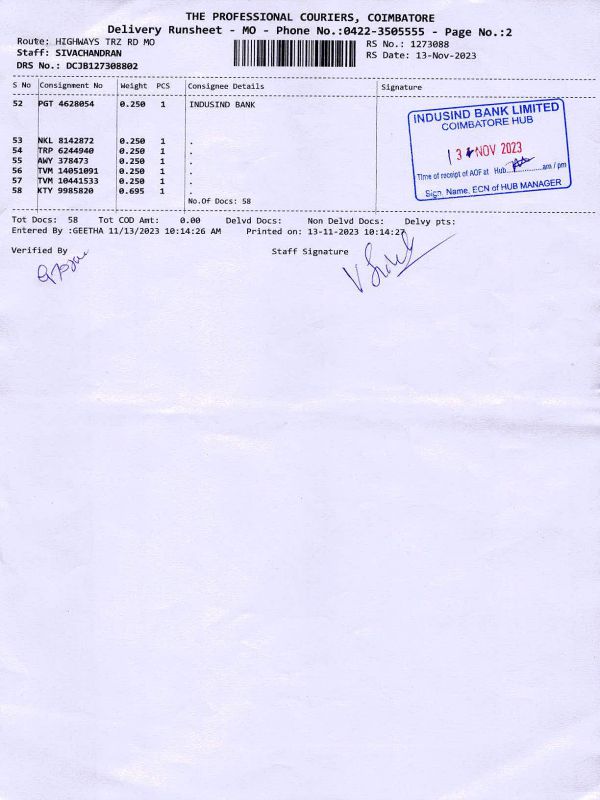 THE PROFESSIONAL COURIERS, COIMBATORE
Delivery Runsheet - MO - Phone No.:0422-3505555 - Page No.:2
Route: HIGHWAYS TRZ RD MO
RS No.: 1273088
Staff: SIVACHANDRAN
RS Date: 13-Nov-2023
DRS No.: DCJB127308802
S No Consignment No Weight PCS Consignee Details Signature
52 PGT 4628054 0.250 1 INDUSIND BANK
53 NKL 8142872 0.250 1 .
54 TRP 6244940 0.250 1 .
55 AWY 378473 0.250 1 .
56 TVM 14051091 0.250 1 .
57 TVM 10441533 0.250 1 .
58 KTY 9985820 0.695 1 .
No.Of Docs: 58
INDUSIND BANK LIMITED
COIMBATORE HUB
13 NOV 2023
Time of receipt of AOF at Hub..............am / pm
Sign, Name, ECN of HUB MANAGER
Tot Docs: 58 Tot COD Amt: 0.00 Delvd Docs: Non Delvd Docs: Delvy pts:
Entered By :GEETHA 11/13/2023 10:14:26 AM Printed on: 13-11-2023 10:14:27
Verified By Staff Signature